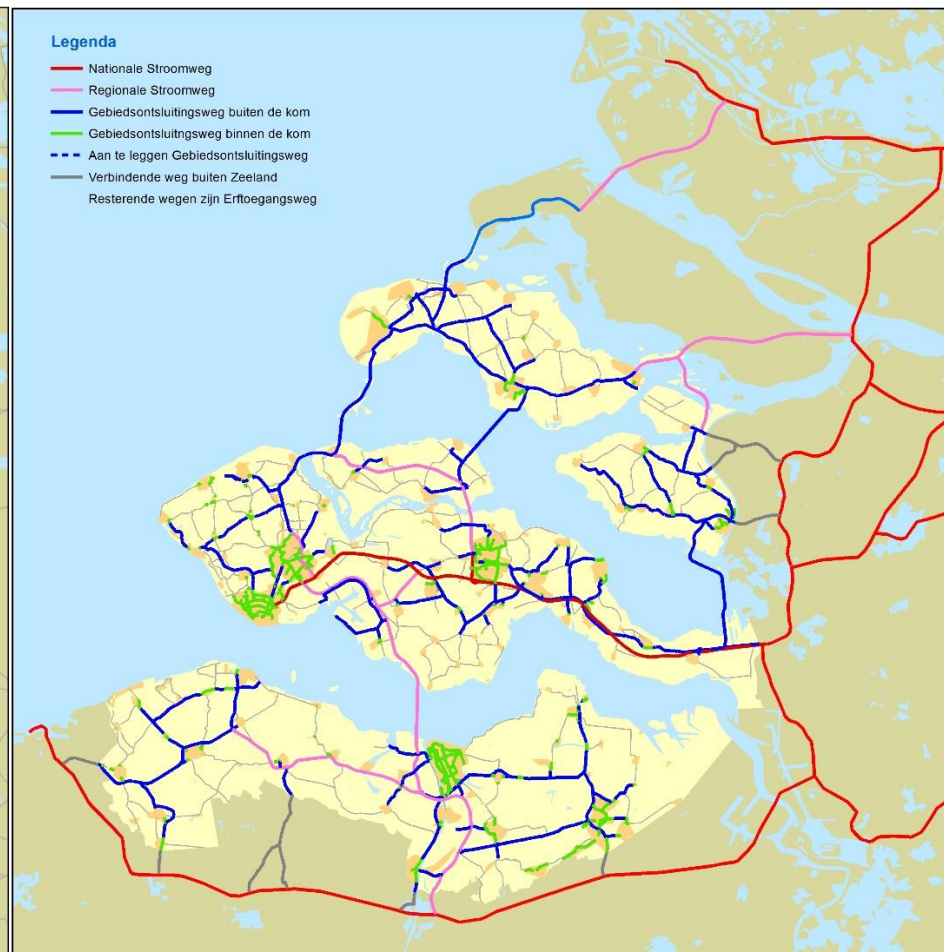 Legenda
Nationale Stroomweg
Regionale Stroomweg
Gebiedsontsluitingsweg buiten de kom
Gebiedsontsluitngsweg binnen de kom
Aan te leggen Gebiedsontsluitingsweg
Verbindende weg buiten Zeeland
Resterende wegen zijn Erftoegangsweg